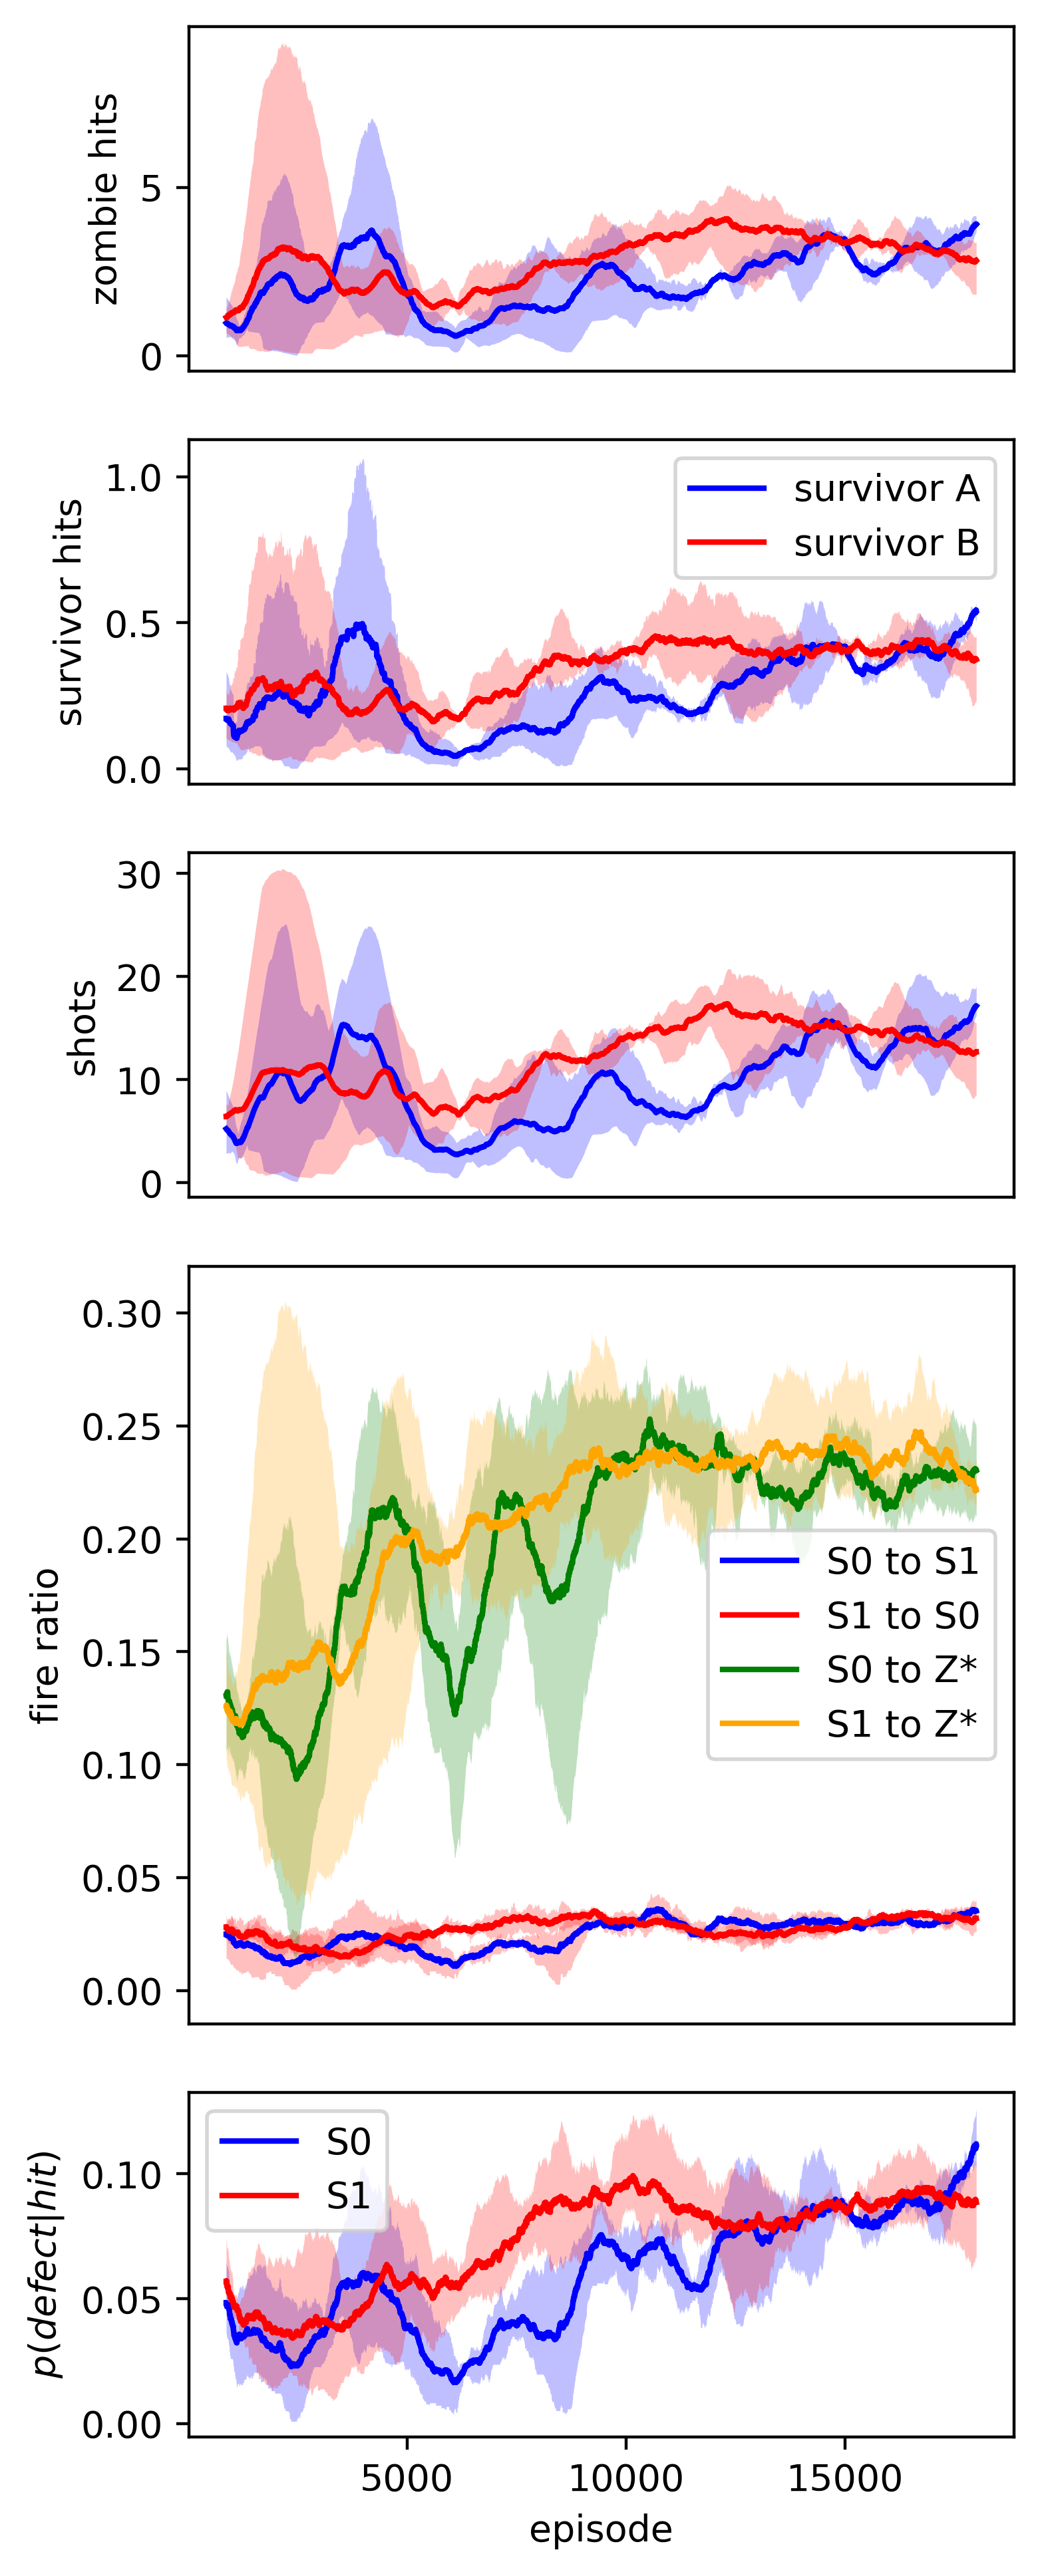 zombie hits
5
0
survivor hits
1.0
0.5
0.0
survivor A
survivor B
shots
30
20
10
0
fire ratio
0.30
0.25
0.20
0.15
0.10
0.05
0.00
S0 to S1
S1 to S0
S0 to Z*
S1 to Z*
p(defect|hit)
0.10
0.05
0.00
S0
S1
5000 10000 15000
episode